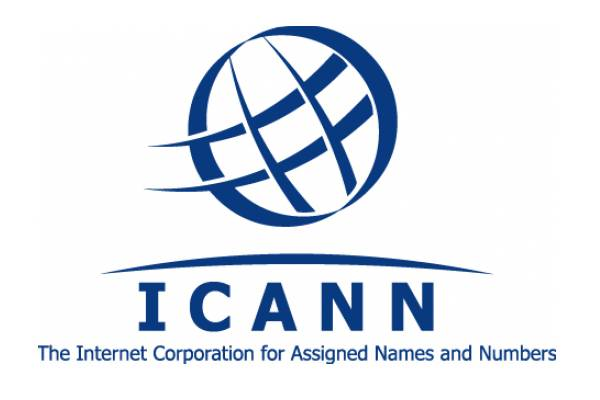 ICANN
The Internet Corporation for Assigned Names and Numbers